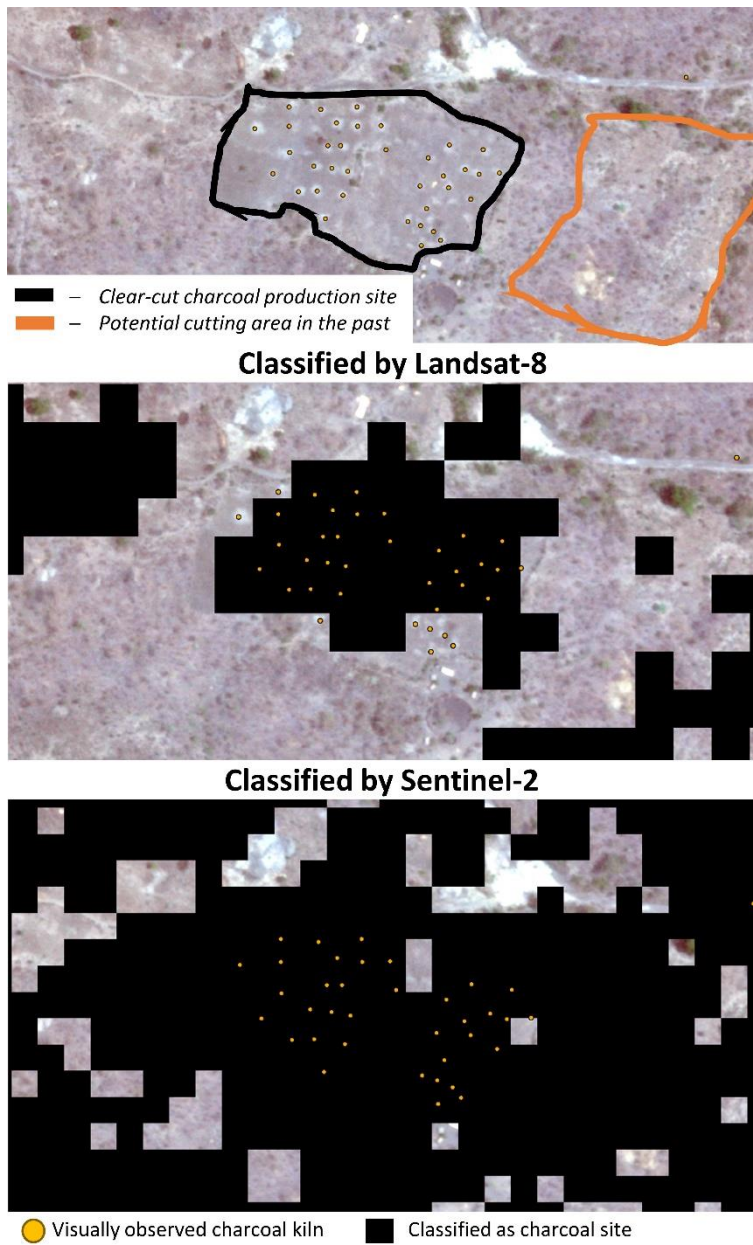 – Clear-cut charcoal production site
– Potential cutting area in the past
Classified by Landsat-8
Classified by Sentinel-2
Visually observed charcoal kiln Classified as charcoal site